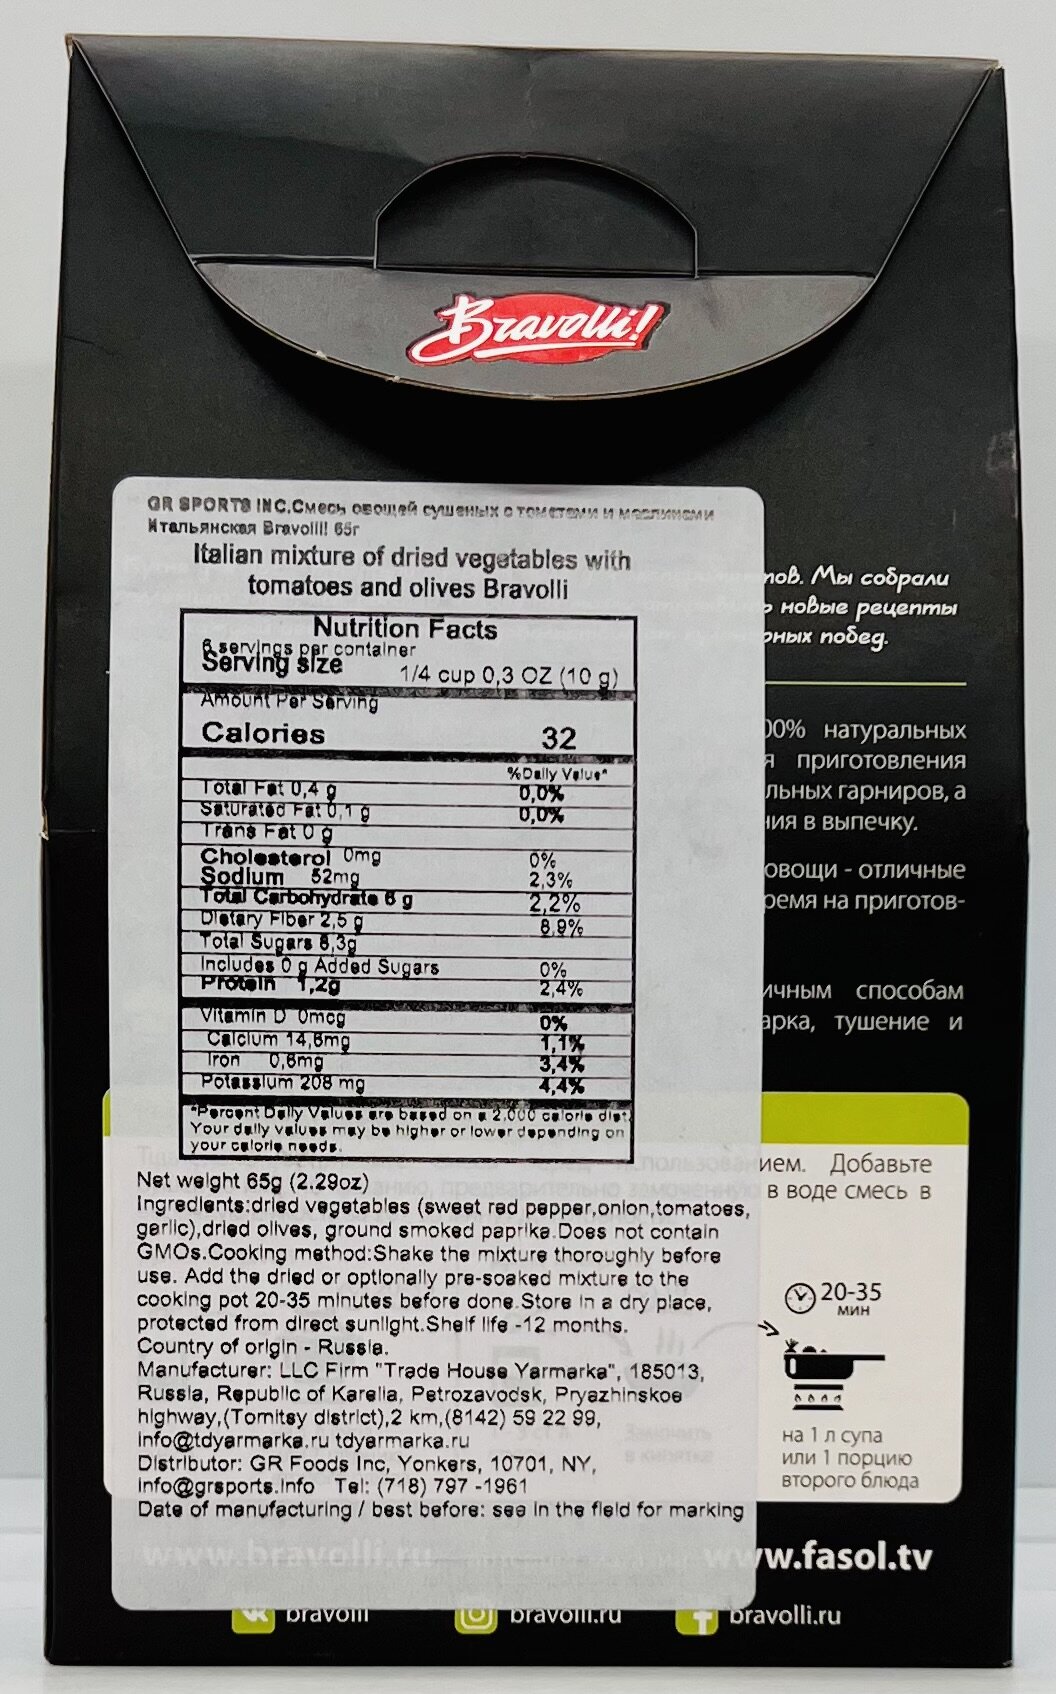 Bravolli!
GR SPORTS INC.Смесь овощей сушеных с томатами и маслинами
Итальянская Bravolli! 65г
Italian mixture of dried vegetables with
tomatoes and olives Bravolli
Nutrition Facts
6 servings per container
Serving size 1/4 cup 0,3 OZ (10 g)
Amount Per Serving
Calories 32
%Daily Value*
Total Fat 0,4 g 0,0%
Saturated Fat 0,1 g 0,0%
Trans Fat 0 g
Cholesterol 0mg 0%
Sodium 52mg 2,3%
Total Carbohydrate 6 g 2,2%
Dietary Fiber 2,5 g 8,9%
Total Sugars 8,3g
Includes 0 g Added Sugars 0%
Protein 1,2g 2,4%
Vitamin D 0mcg 0%
Calcium 14,6mg 1,1%
Iron 0,6mg 3,4%
Potassium 208 mg 4,4%
*Percent Daily Values are based on a 2,000 calorie diet.
Your daily values may be higher or lower depending on
your calorie needs.
Net weight 65g (2.29oz)
Ingredients:dried vegetables (sweet red pepper,onion,tomatoes,
garlic),dried olives, ground smoked paprika.Does not contain
GMOs.Cooking method:Shake the mixture thoroughly before
use. Add the dried or optionally pre-soaked mixture to the
cooking pot 20-35 minutes before done.Store in a dry place,
protected from direct sunlight.Shelf life -12 months.
Country of origin - Russia.
Manufacturer: LLC Firm "Trade House Yarmarka", 185013,
Russia, Republic of Karelia, Petrozavodsk, Pryazhinskoe
highway,(Tomitsy district),2 km,(8142) 59 22 99,
info@tdyarmarka.ru tdyarmarka.ru
Distributor: GR Foods Inc, Yonkers, 10701, NY,
info@grsports.info Tel: (718) 797 -1961
Date of manufacturing / best before: see in the field for marking
тов. Мы собрали
новые рецепты
рных побед.
00% натуральных
я приготовления
льных гарниров, а
ния в выпечку.
овощи - отличные
ремя на приготов-
ичным способам
арка, тушение и
ием. Добавьте
в воде смесь в
20-35
мин
на 1 л супа
или 1 порцию
второго блюда
www.bravolli.ru www.fasol.tv
bravolli bravolli.ru bravolli.ru